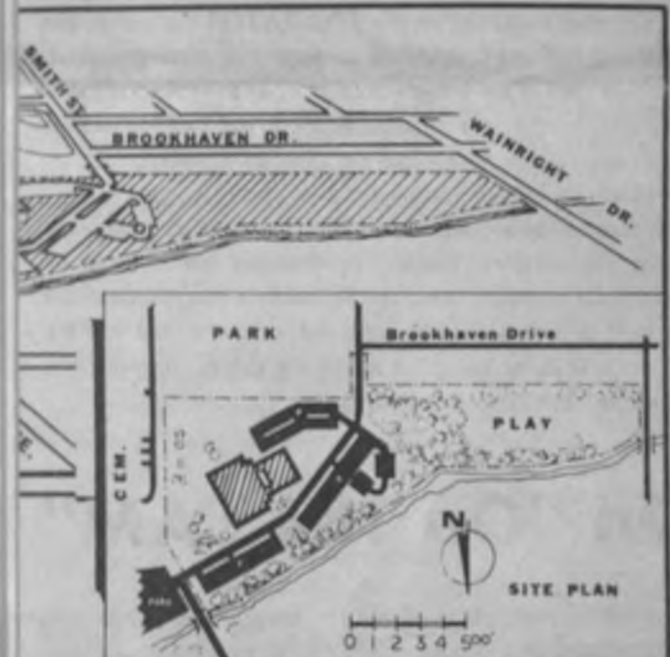 SMITH ST.
BROOKHAVEN DR.
WAINRIGHT
DR.
PARK
Brookhaven Drive
PLAY
CEM.
N
SITE PLAN
0 1 2 3 4 500'